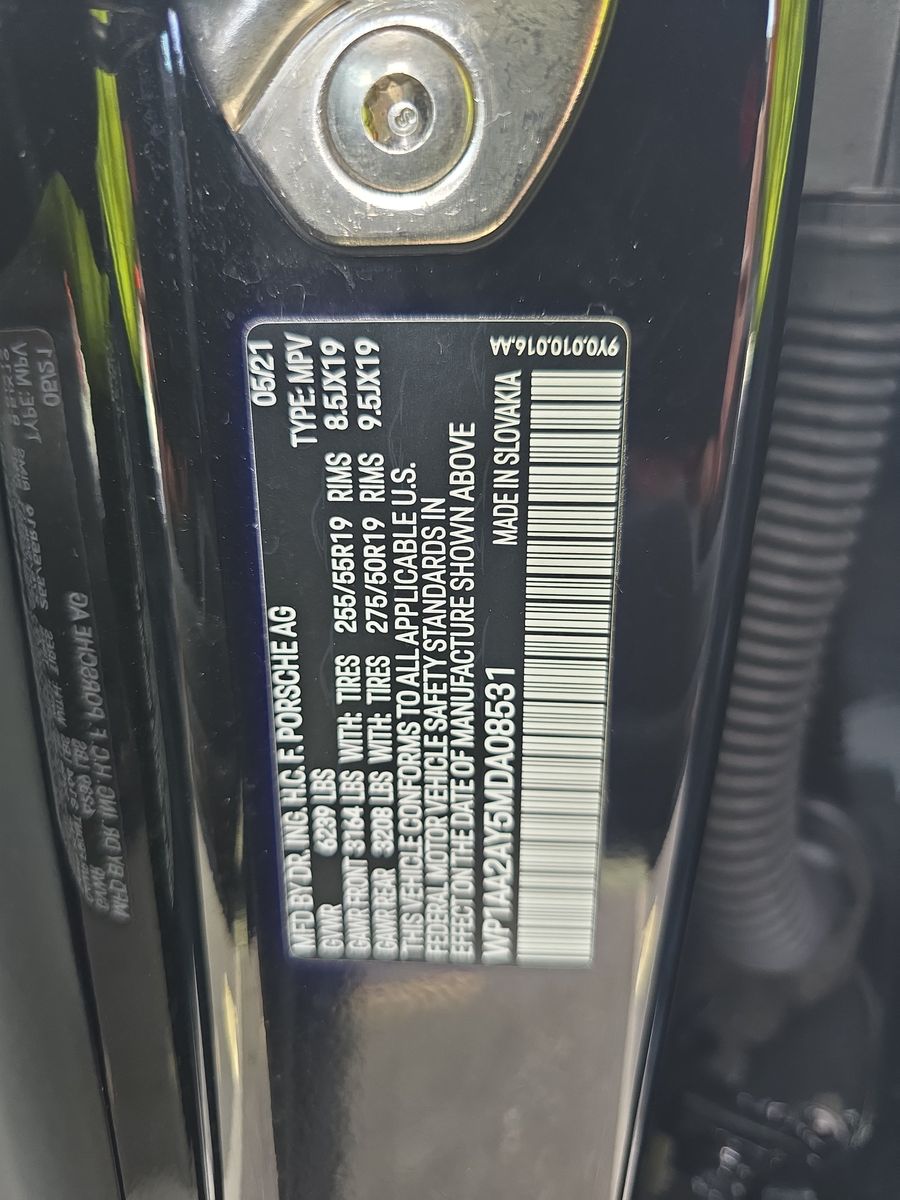 MFD BY DR. ING. H.C. F. PORSCHE AG 05/21
GVWR 6239 LBS TYPE: MPV
GAWR FRONT 3164 LBS WITH: TIRES 255/55R19 RIMS 8.5JX19
GAWR REAR 3208 LBS WITH: TIRES 275/50R19 RIMS 9.5JX19
THIS VEHICLE CONFORMS TO ALL APPLICABLE U.S.
FEDERAL MOTOR VEHICLE SAFETY STANDARDS IN
EFFECT ON THE DATE OF MANUFACTURE SHOWN ABOVE
WP1AA2AY5MDA08531 MADE IN SLOVAKIA
9Y0.010.016.AA